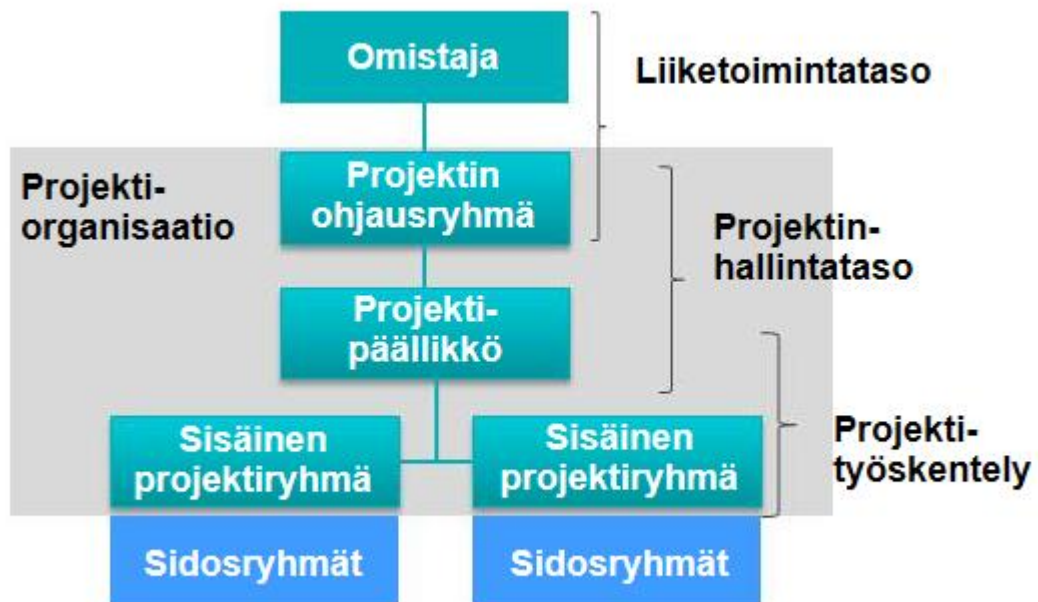 Omistaja
Liiketoimintataso
Projekti-
organisaatio
Projektin
ohjausryhmä
Projektin-
hallintataso
Projekti-
päällikkö
Sisäinen
projektiryhmä
Sisäinen
projektiryhmä
Projekti-
työskentely
Sidosryhmät
Sidosryhmät